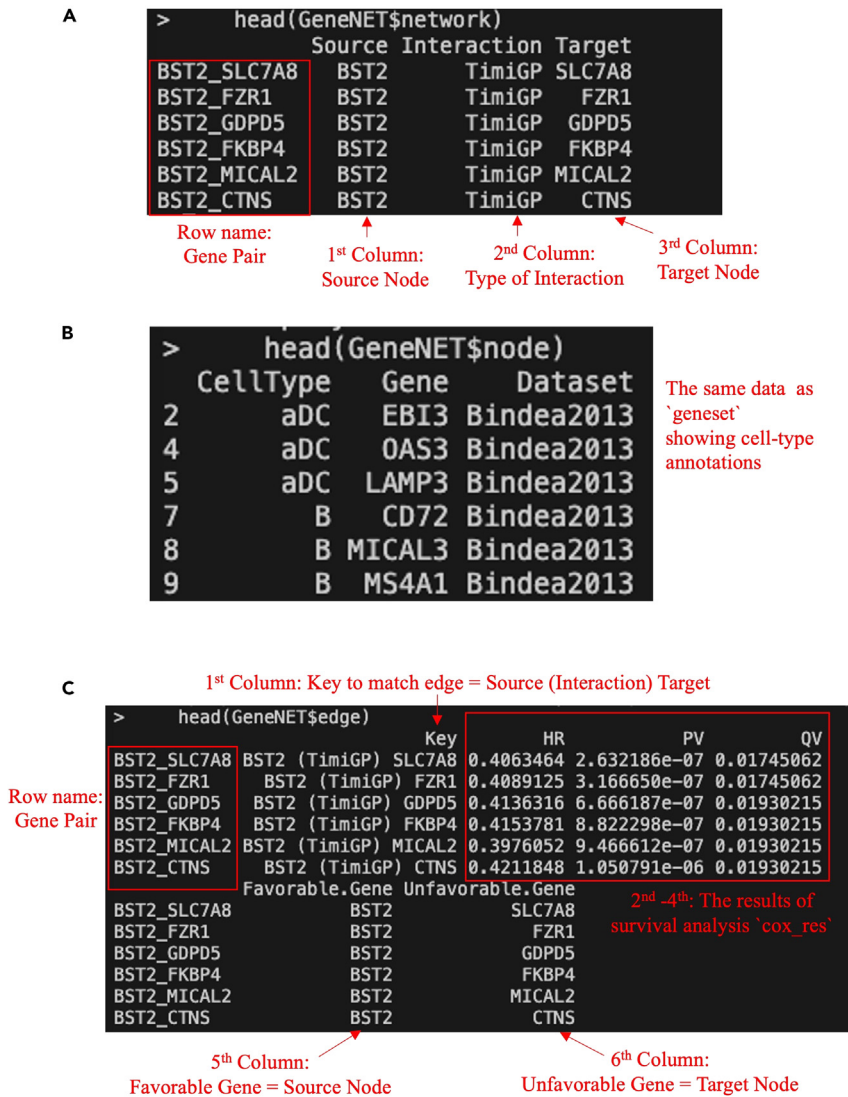 A
> head(GeneNET$network)
Source Interaction Target
BST2_SLC7A8 BST2 TimiGP SLC7A8
BST2_FZR1 BST2 TimiGP FZR1
BST2_GDPD5 BST2 TimiGP GDPD5
BST2_FKBP4 BST2 TimiGP FKBP4
BST2_MICAL2 BST2 TimiGP MICAL2
BST2_CTNS BST2 TimiGP CTNS
Row name:
Gene Pair
1st Column:
Source Node
2nd Column:
Type of Interaction
3rd Column:
Target Node
B
> head(GeneNET$node)
CellType Gene Dataset
2 aDC EBI3 Bindea2013
4 aDC OAS3 Bindea2013
5 aDC LAMP3 Bindea2013
7 B CD72 Bindea2013
8 B MICAL3 Bindea2013
9 B MS4A1 Bindea2013
The same data as
`geneset`
showing cell-type
annotations
C
1st Column: Key to match edge = Source (Interaction) Target
> head(GeneNET$edge)
Key HR PV QV
BST2_SLC7A8 BST2 (TimiGP) SLC7A8 0.4063464 2.632186e-07 0.01745062
BST2_FZR1 BST2 (TimiGP) FZR1 0.4089125 3.166650e-07 0.01745062
BST2_GDPD5 BST2 (TimiGP) GDPD5 0.4136316 6.666187e-07 0.01930215
BST2_FKBP4 BST2 (TimiGP) FKBP4 0.4153781 8.822298e-07 0.01930215
BST2_MICAL2 BST2 (TimiGP) MICAL2 0.3976052 9.466612e-07 0.01930215
BST2_CTNS BST2 (TimiGP) CTNS 0.4211848 1.050791e-06 0.01930215
Row name:
Gene Pair
Favorable.Gene Unfavorable.Gene
BST2_SLC7A8 BST2 SLC7A8
BST2_FZR1 BST2 FZR1
BST2_GDPD5 BST2 GDPD5
BST2_FKBP4 BST2 FKBP4
BST2_MICAL2 BST2 MICAL2
BST2_CTNS BST2 CTNS
2nd -4th: The results of
survival analysis `cox_res`
5th Column:
Favorable Gene = Source Node
6th Column:
Unfavorable Gene = Target Node